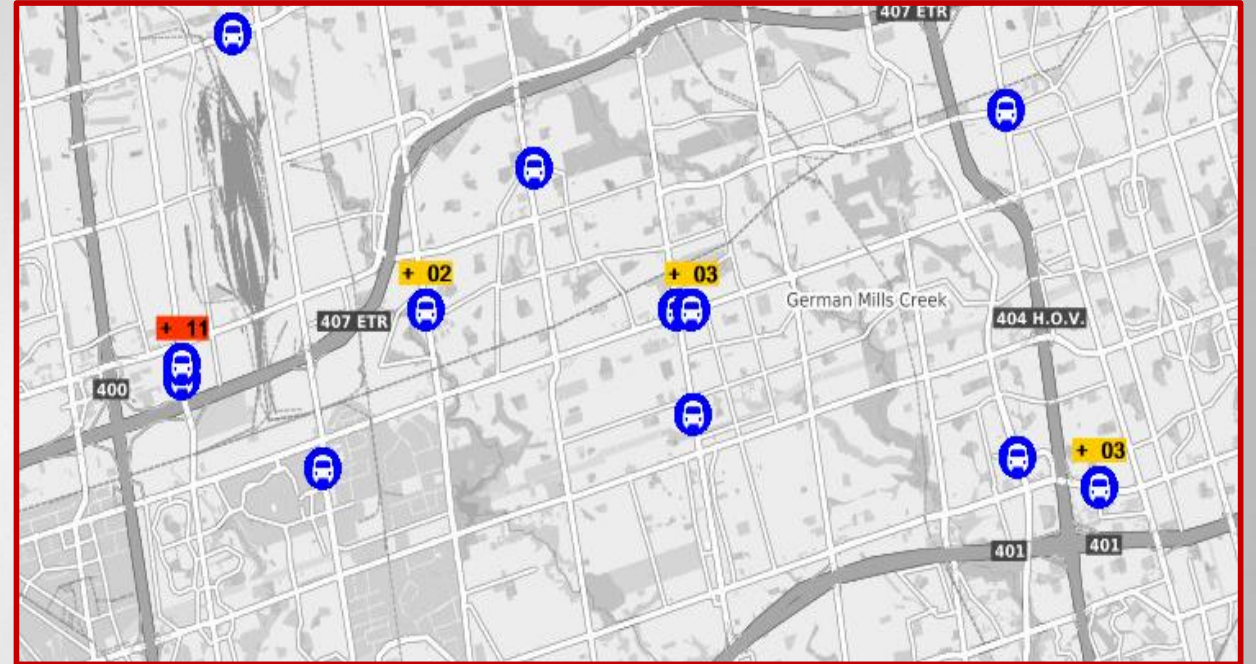 407 ETR
+ 02
+ 03
German Mills Creek
+ 11
407 ETR
404 H.O.V.
400
+ 03
401
401